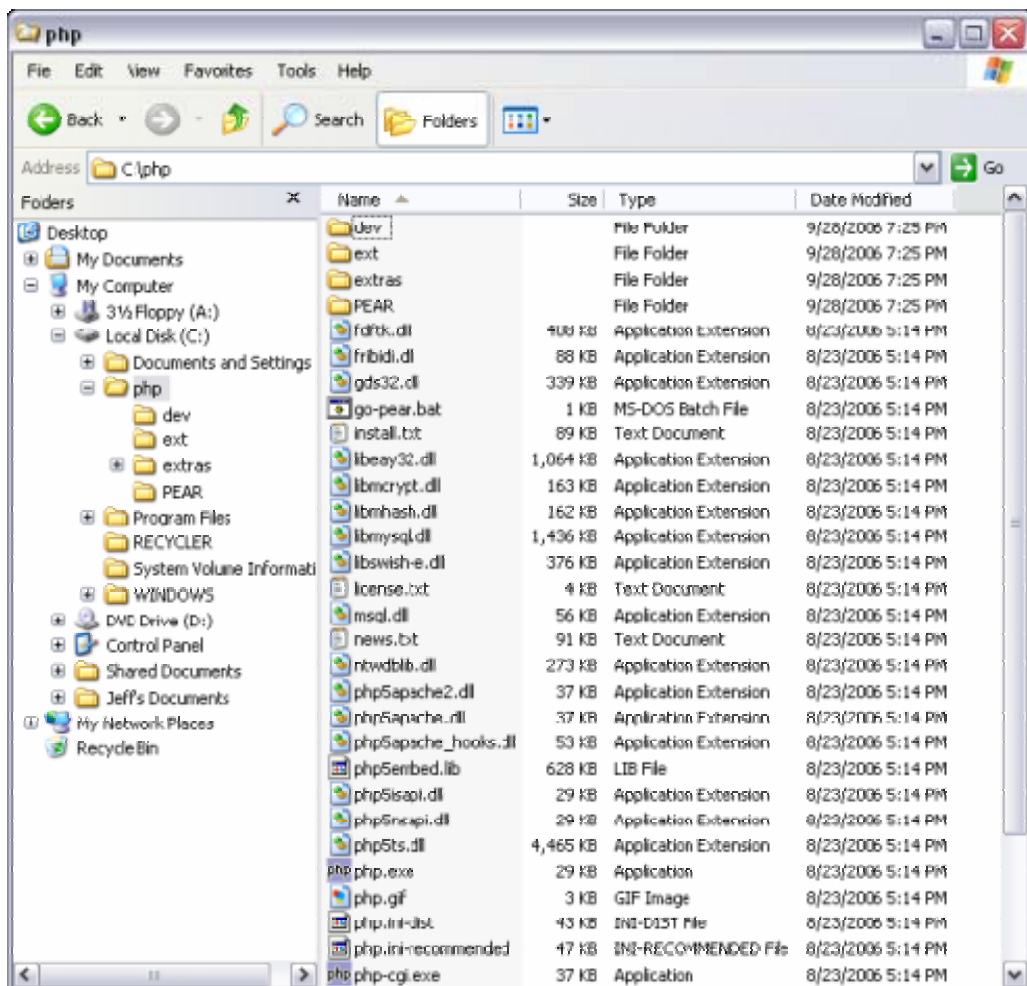 php
File Edit View Favorites Tools Help
Back Search Folders
Address C:\php Go
Folders
Desktop
My Documents
My Computer
3½ Floppy (A:)
Local Disk (C:)
Documents and Settings
php
dev
ext
extras
PEAR
Program Files
RECYCLER
System Volume Informati
WINDOWS
DVD Drive (D:)
Control Panel
Shared Documents
Jeff's Documents
My Network Places
Recycle Bin
Name Size Type Date Modified
dev File Folder 9/28/2006 7:25 PM
ext File Folder 9/28/2006 7:25 PM
extras File Folder 9/28/2006 7:25 PM
PEAR File Folder 9/28/2006 7:25 PM
fdftk.dll 408 KB Application Extension 8/23/2006 5:14 PM
fribidi.dll 88 KB Application Extension 8/23/2006 5:14 PM
gds32.dll 339 KB Application Extension 8/23/2006 5:14 PM
go-pear.bat 1 KB MS-DOS Batch File 8/23/2006 5:14 PM
install.txt 89 KB Text Document 8/23/2006 5:14 PM
libeay32.dll 1,064 KB Application Extension 8/23/2006 5:14 PM
libmcrypt.dll 163 KB Application Extension 8/23/2006 5:14 PM
libmhash.dll 162 KB Application Extension 8/23/2006 5:14 PM
libmysql.dll 1,436 KB Application Extension 8/23/2006 5:14 PM
libswish-e.dll 376 KB Application Extension 8/23/2006 5:14 PM
license.txt 4 KB Text Document 8/23/2006 5:14 PM
msql.dll 56 KB Application Extension 8/23/2006 5:14 PM
news.txt 91 KB Text Document 8/23/2006 5:14 PM
ntwdblib.dll 273 KB Application Extension 8/23/2006 5:14 PM
php5apache2.dll 37 KB Application Extension 8/23/2006 5:14 PM
php5apache.dll 37 KB Application Extension 8/23/2006 5:14 PM
php5apache_hooks.dll 53 KB Application Extension 8/23/2006 5:14 PM
php5embed.lib 628 KB LIB File 8/23/2006 5:14 PM
php5isapi.dll 29 KB Application Extension 8/23/2006 5:14 PM
php5nsapi.dll 29 KB Application Extension 8/23/2006 5:14 PM
php5ts.dll 4,465 KB Application Extension 8/23/2006 5:14 PM
php php.exe 29 KB Application 8/23/2006 5:14 PM
php.gif 3 KB GIF Image 8/23/2006 5:14 PM
php.ini-dist 43 KB INI-DIST File 8/23/2006 5:14 PM
php.ini-recommended 47 KB INI-RECOMMENDED File 8/23/2006 5:14 PM
php php-cgi.exe 37 KB Application 8/23/2006 5:14 PM